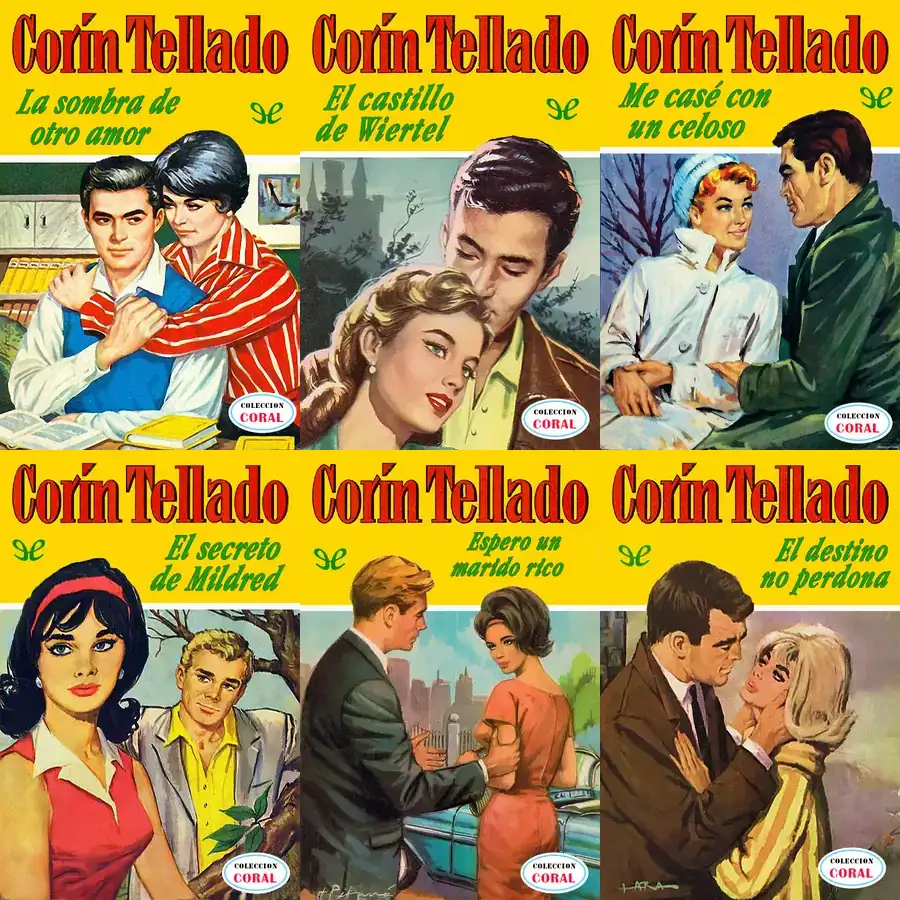 Corín Tellado
La sombra de
otro amor
COLECCION
CORAL
Corín Tellado
El castillo
de Wiertel
COLECCION
CORAL
Corín Tellado
Me casé con
un celoso
COLECCION
CORAL
Corín Tellado
El secreto
de Mildred
COLECCION
CORAL
Corín Tellado
Espero un
marido rico
COLECCION
CORAL
Corín Tellado
El destino
no perdona
LARA
COLECCION
CORAL